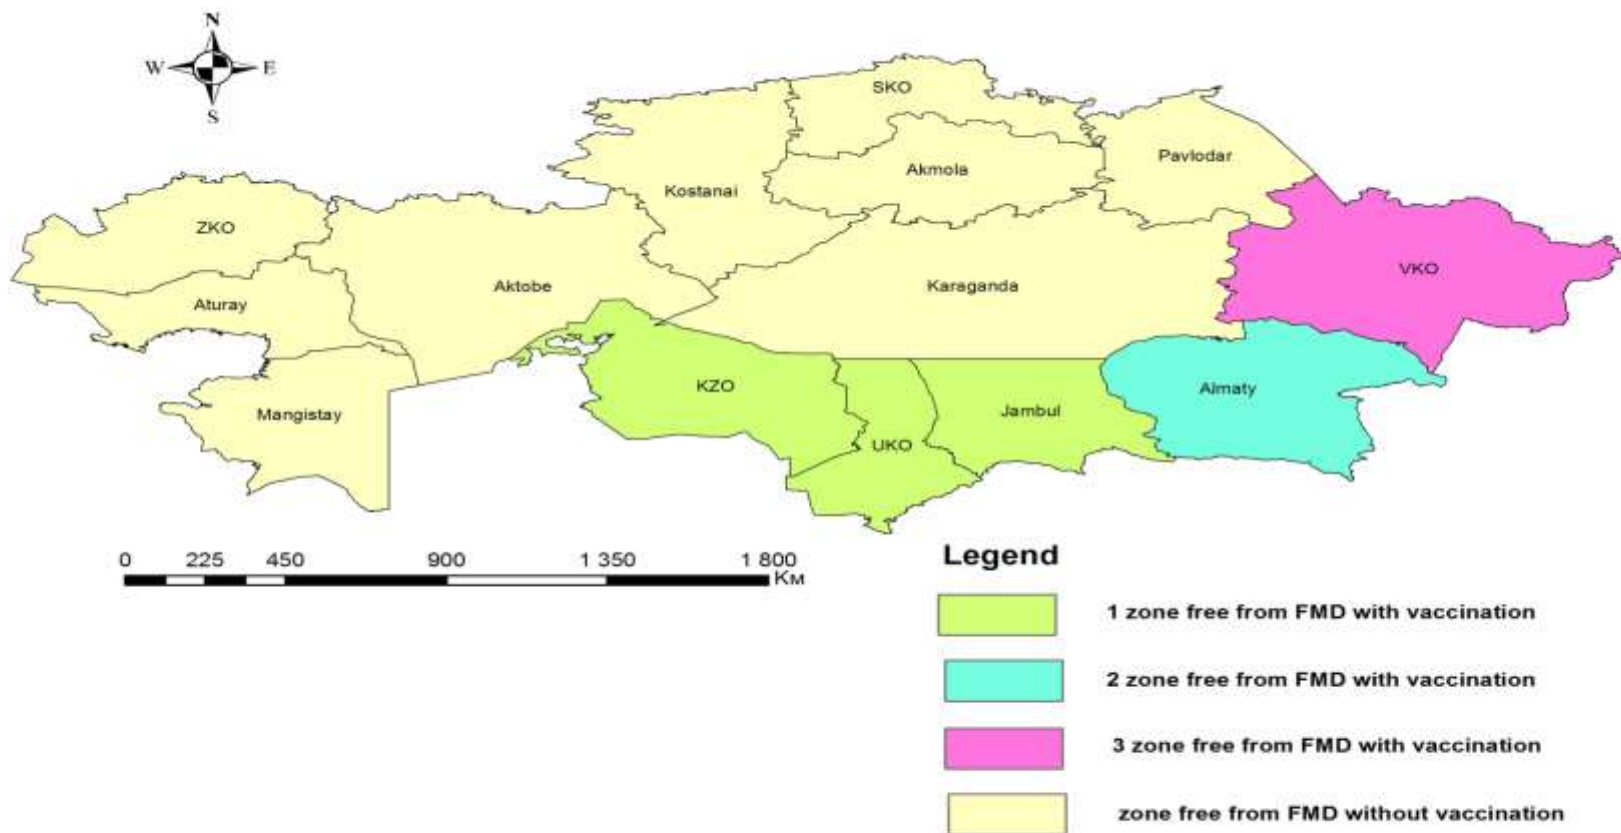 N
W E
S
SKO
Pavlodar
Akmola
Kostanai
ZKO
VKO
Aktobe
Karaganda
Aturay
KZO
Almaty
Jambul
Mangistay
UKO
0 225 450 900 1 350 1 800
Км
Legend
1 zone free from FMD with vaccination
2 zone free from FMD with vaccination
3 zone free from FMD with vaccination
zone free from FMD without vaccination